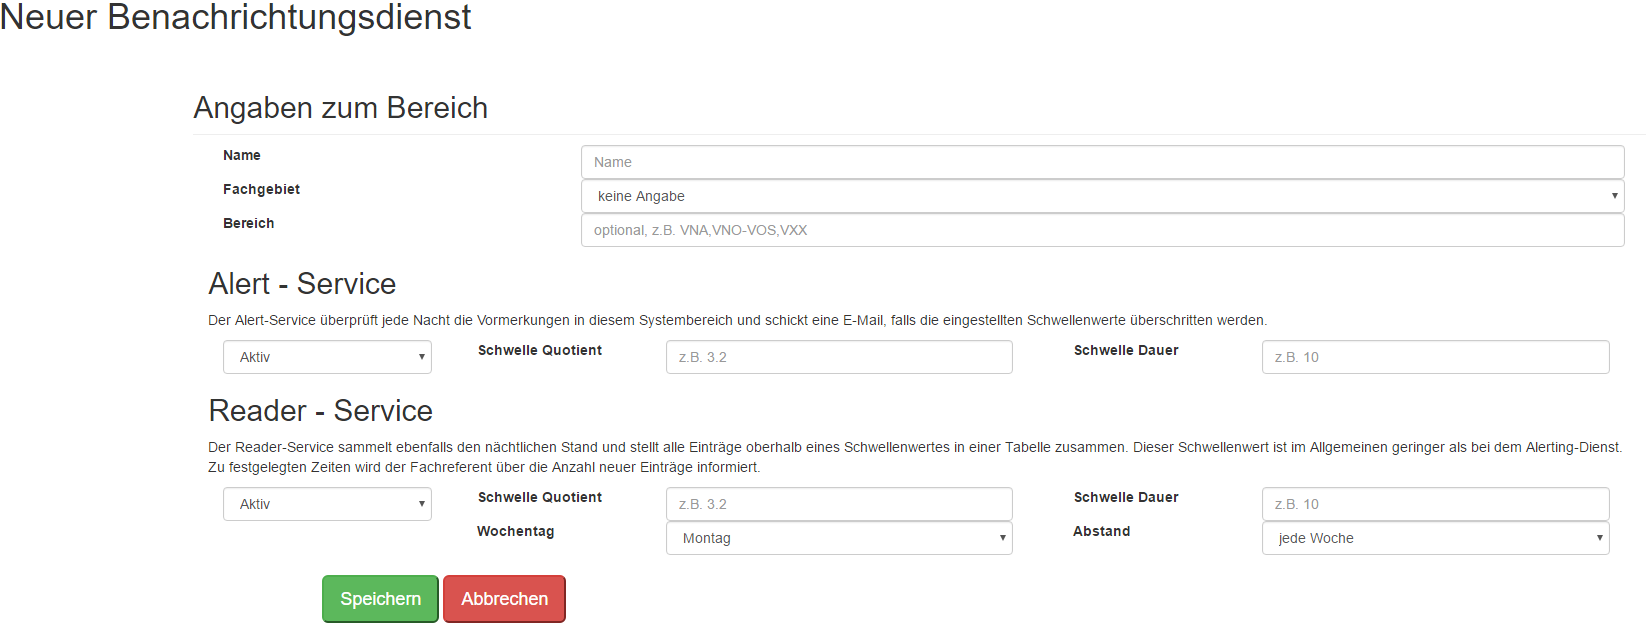 Neuer Benachrichtungsdienst
Angaben zum Bereich
Name Name
Fachgebiet keine Angabe
Bereich optional, z.B. VNA,VNO-VOS,VXX
Alert - Service
Der Alert-Service überprüft jede Nacht die Vormerkungen in diesem Systembereich und schickt eine E-Mail, falls die eingestellten Schwellenwerte überschritten werden.
Aktiv Schwelle Quotient z.B. 3.2 Schwelle Dauer z.B. 10
Reader - Service
Der Reader-Service sammelt ebenfalls den nächtlichen Stand und stellt alle Einträge oberhalb eines Schwellenwertes in einer Tabelle zusammen. Dieser Schwellenwert ist im Allgemeinen geringer als bei dem Alerting-Dienst.
Zu festgelegten Zeiten wird der Fachreferent über die Anzahl neuer Einträge informiert.
Aktiv Schwelle Quotient z.B. 3.2 Schwelle Dauer z.B. 10
Wochentag Montag Abstand jede Woche
Speichern Abbrechen